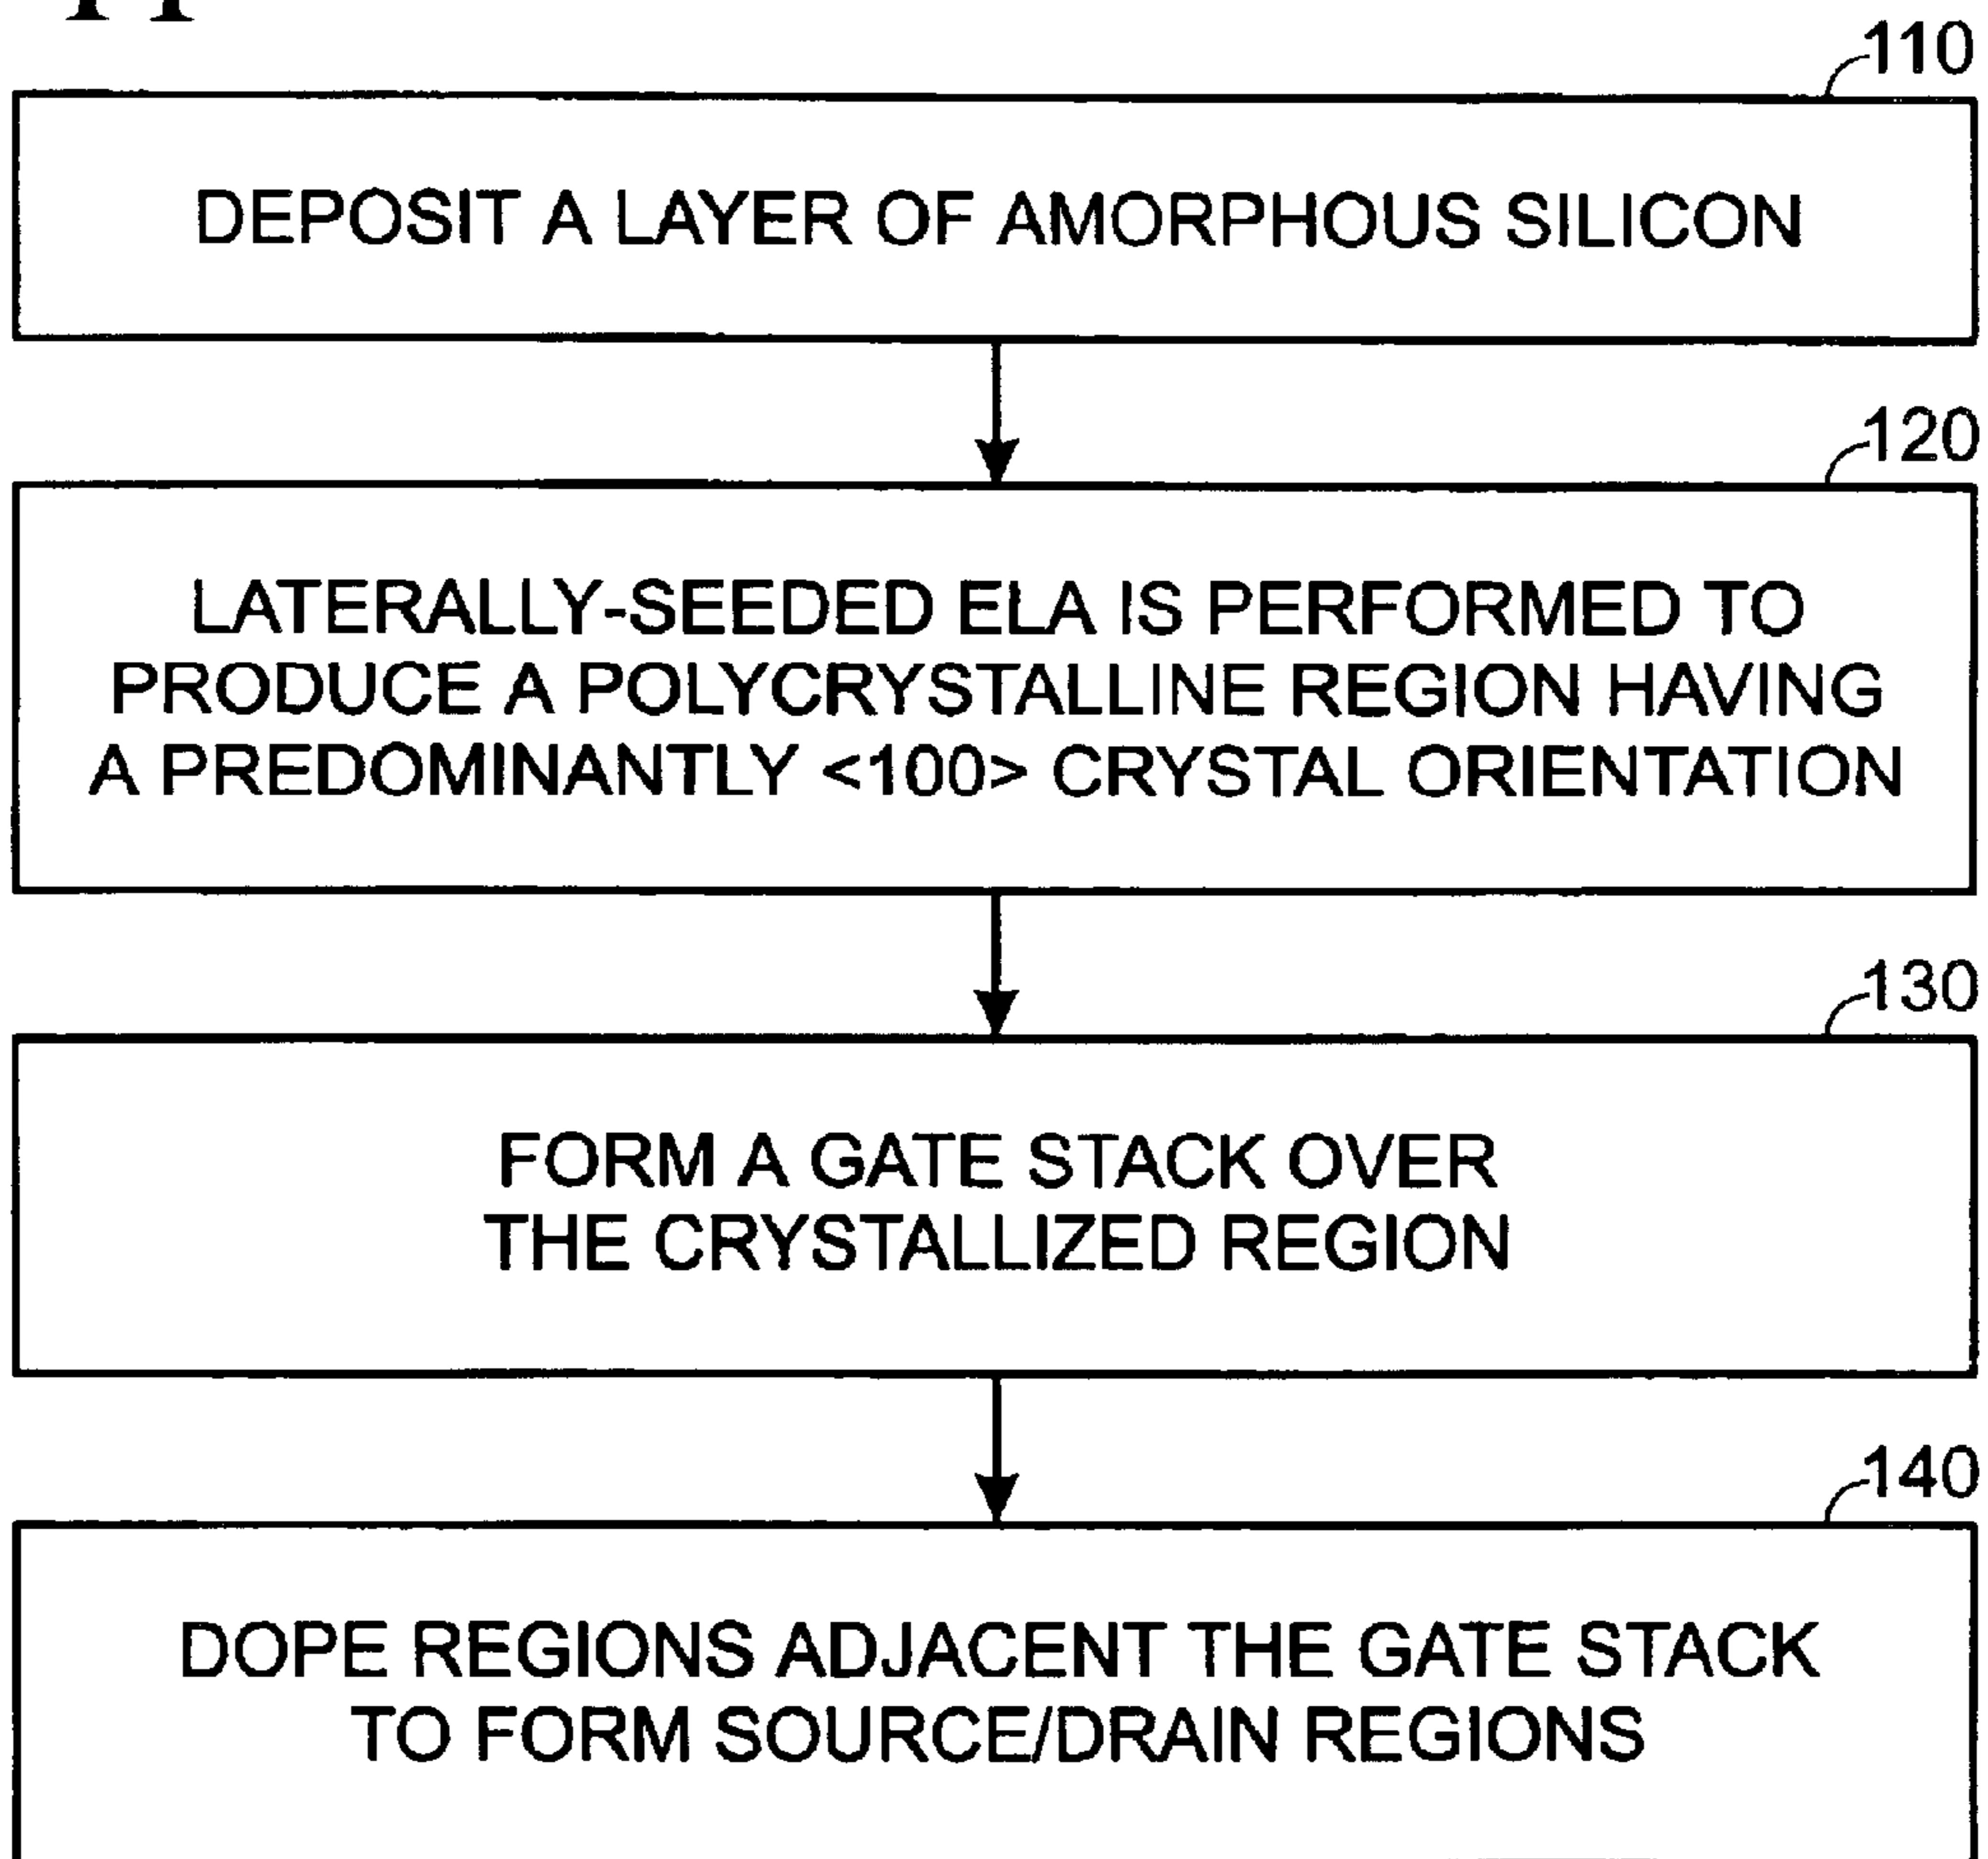 110
DEPOSIT A LAYER OF AMORPHOUS SILICON
120
LATERALLY-SEEDED ELA IS PERFORMED TO
PRODUCE A POLYCRYSTALLINE REGION HAVING
A PREDOMINANTLY <100> CRYSTAL ORIENTATION
130
FORM A GATE STACK OVER
THE CRYSTALLIZED REGION
140
DOPE REGIONS ADJACENT THE GATE STACK
TO FORM SOURCE/DRAIN REGIONS